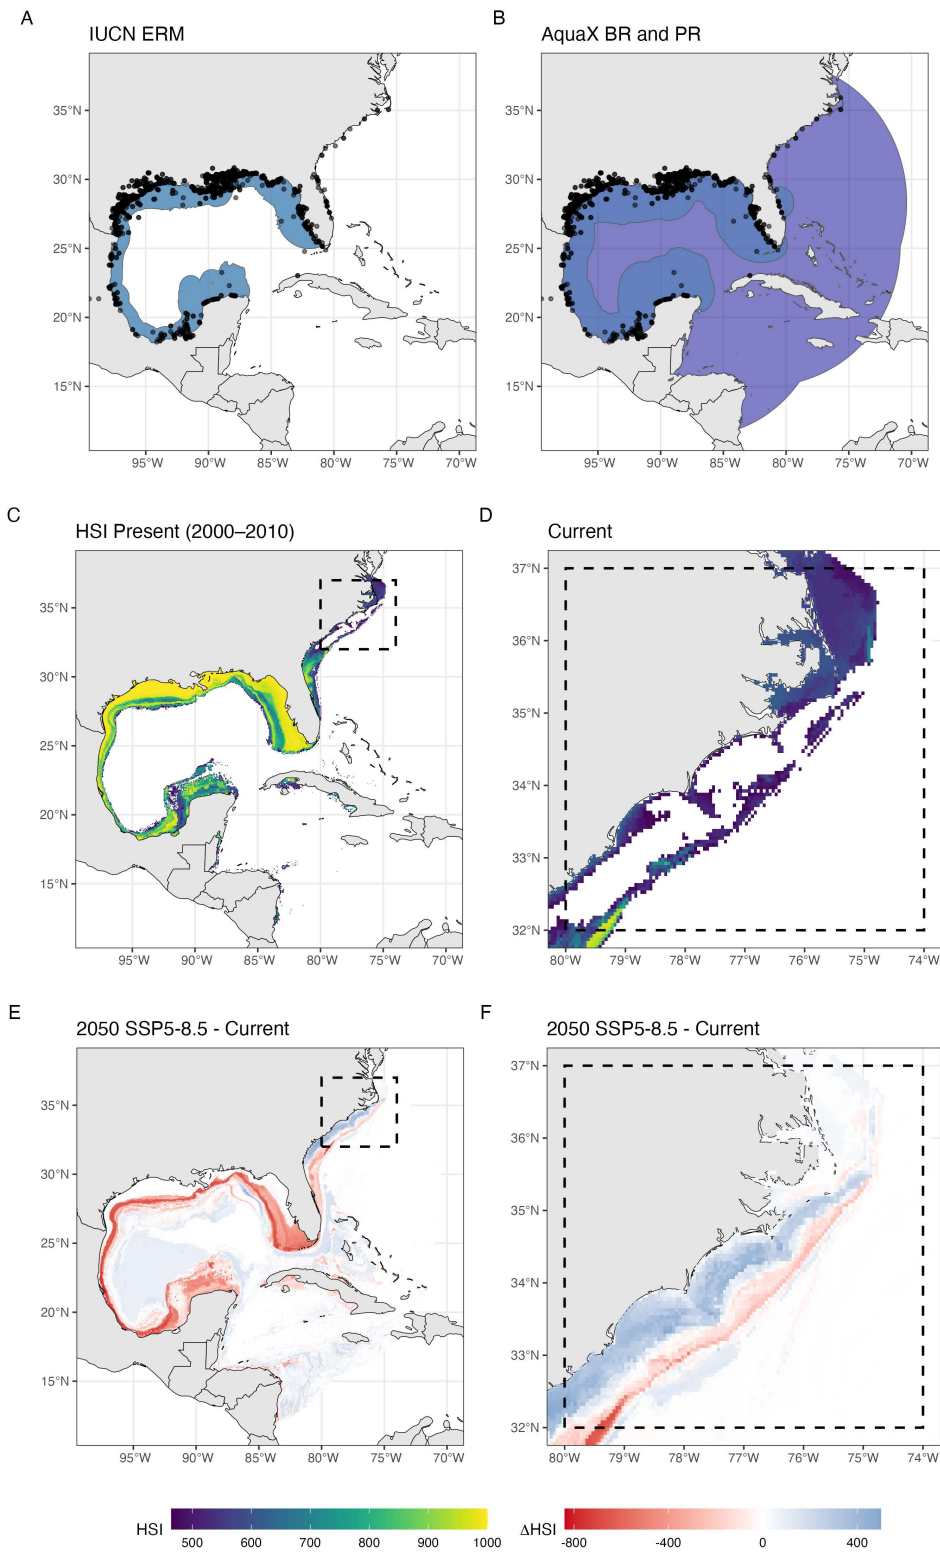 A
IUCN ERM
35°N
30°N
25°N
20°N
15°N
95°W 90°W 85°W 80°W 75°W 70°W
B
AquaX BR and PR
35°N
30°N
25°N
20°N
15°N
95°W 90°W 85°W 80°W 75°W 70°W
C
HSI Present (2000–2010)
35°N
30°N
25°N
20°N
15°N
95°W 90°W 85°W 80°W 75°W 70°W
D
Current
37°N
36°N
35°N
34°N
33°N
32°N
80°W 79°W 78°W 77°W 76°W 75°W 74°W
E
2050 SSP5-8.5 - Current
35°N
30°N
25°N
20°N
15°N
95°W 90°W 85°W 80°W 75°W 70°W
F
2050 SSP5-8.5 - Current
37°N
36°N
35°N
34°N
33°N
32°N
80°W 79°W 78°W 77°W 76°W 75°W 74°W
HSI
500 600 700 800 900 1000
ΔHSI
-800 -400 0 400